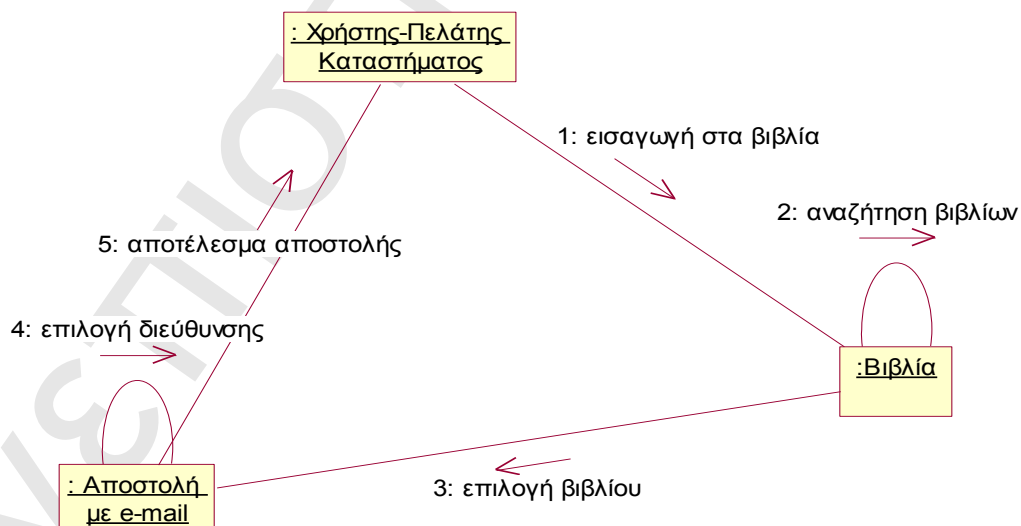 : Χρήστης-Πελάτης
Καταστήματος
1: εισαγωγή στα βιβλία
2: αναζήτηση βιβλίων
5: αποτέλεσμα αποστολής
4: επιλογή διεύθυνσης
:Βιβλία
3: επιλογή βιβλίου
: Αποστολή
με e-mail